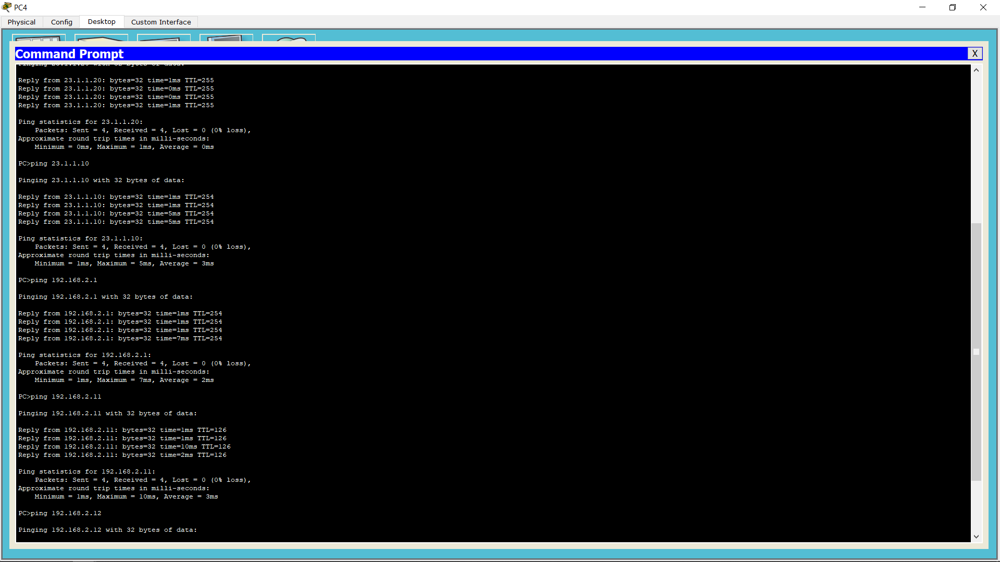 PC4
Physical Config Desktop Custom Interface
Command Prompt X
Pinging 23.1.1.20 with 32 bytes of data:
Reply from 23.1.1.20: bytes=32 time=1ms TTL=255
Reply from 23.1.1.20: bytes=32 time=0ms TTL=255
Reply from 23.1.1.20: bytes=32 time=0ms TTL=255
Reply from 23.1.1.20: bytes=32 time=1ms TTL=255
Ping statistics for 23.1.1.20:
Packets: Sent = 4, Received = 4, Lost = 0 (0% loss),
Approximate round trip times in milli-seconds:
Minimum = 0ms, Maximum = 1ms, Average = 0ms
PC>ping 23.1.1.10
Pinging 23.1.1.10 with 32 bytes of data:
Reply from 23.1.1.10: bytes=32 time=1ms TTL=254
Reply from 23.1.1.10: bytes=32 time=1ms TTL=254
Reply from 23.1.1.10: bytes=32 time=5ms TTL=254
Reply from 23.1.1.10: bytes=32 time=5ms TTL=254
Ping statistics for 23.1.1.10:
Packets: Sent = 4, Received = 4, Lost = 0 (0% loss),
Approximate round trip times in milli-seconds:
Minimum = 1ms, Maximum = 5ms, Average = 3ms
PC>ping 192.168.2.1
Pinging 192.168.2.1 with 32 bytes of data:
Reply from 192.168.2.1: bytes=32 time=1ms TTL=254
Reply from 192.168.2.1: bytes=32 time=1ms TTL=254
Reply from 192.168.2.1: bytes=32 time=1ms TTL=254
Reply from 192.168.2.1: bytes=32 time=7ms TTL=254
Ping statistics for 192.168.2.1:
Packets: Sent = 4, Received = 4, Lost = 0 (0% loss),
Approximate round trip times in milli-seconds:
Minimum = 1ms, Maximum = 7ms, Average = 2ms
PC>ping 192.168.2.11
Pinging 192.168.2.11 with 32 bytes of data:
Reply from 192.168.2.11: bytes=32 time=1ms TTL=126
Reply from 192.168.2.11: bytes=32 time=1ms TTL=126
Reply from 192.168.2.11: bytes=32 time=10ms TTL=126
Reply from 192.168.2.11: bytes=32 time=2ms TTL=126
Ping statistics for 192.168.2.11:
Packets: Sent = 4, Received = 4, Lost = 0 (0% loss),
Approximate round trip times in milli-seconds:
Minimum = 1ms, Maximum = 10ms, Average = 3ms
PC>ping 192.168.2.12
Pinging 192.168.2.12 with 32 bytes of data: